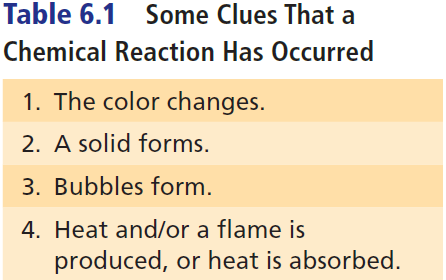 Table 6.1 Some Clues That a
Chemical Reaction Has Occurred
1. The color changes.
2. A solid forms.
3. Bubbles form.
4. Heat and/or a flame is
produced, or heat is absorbed.